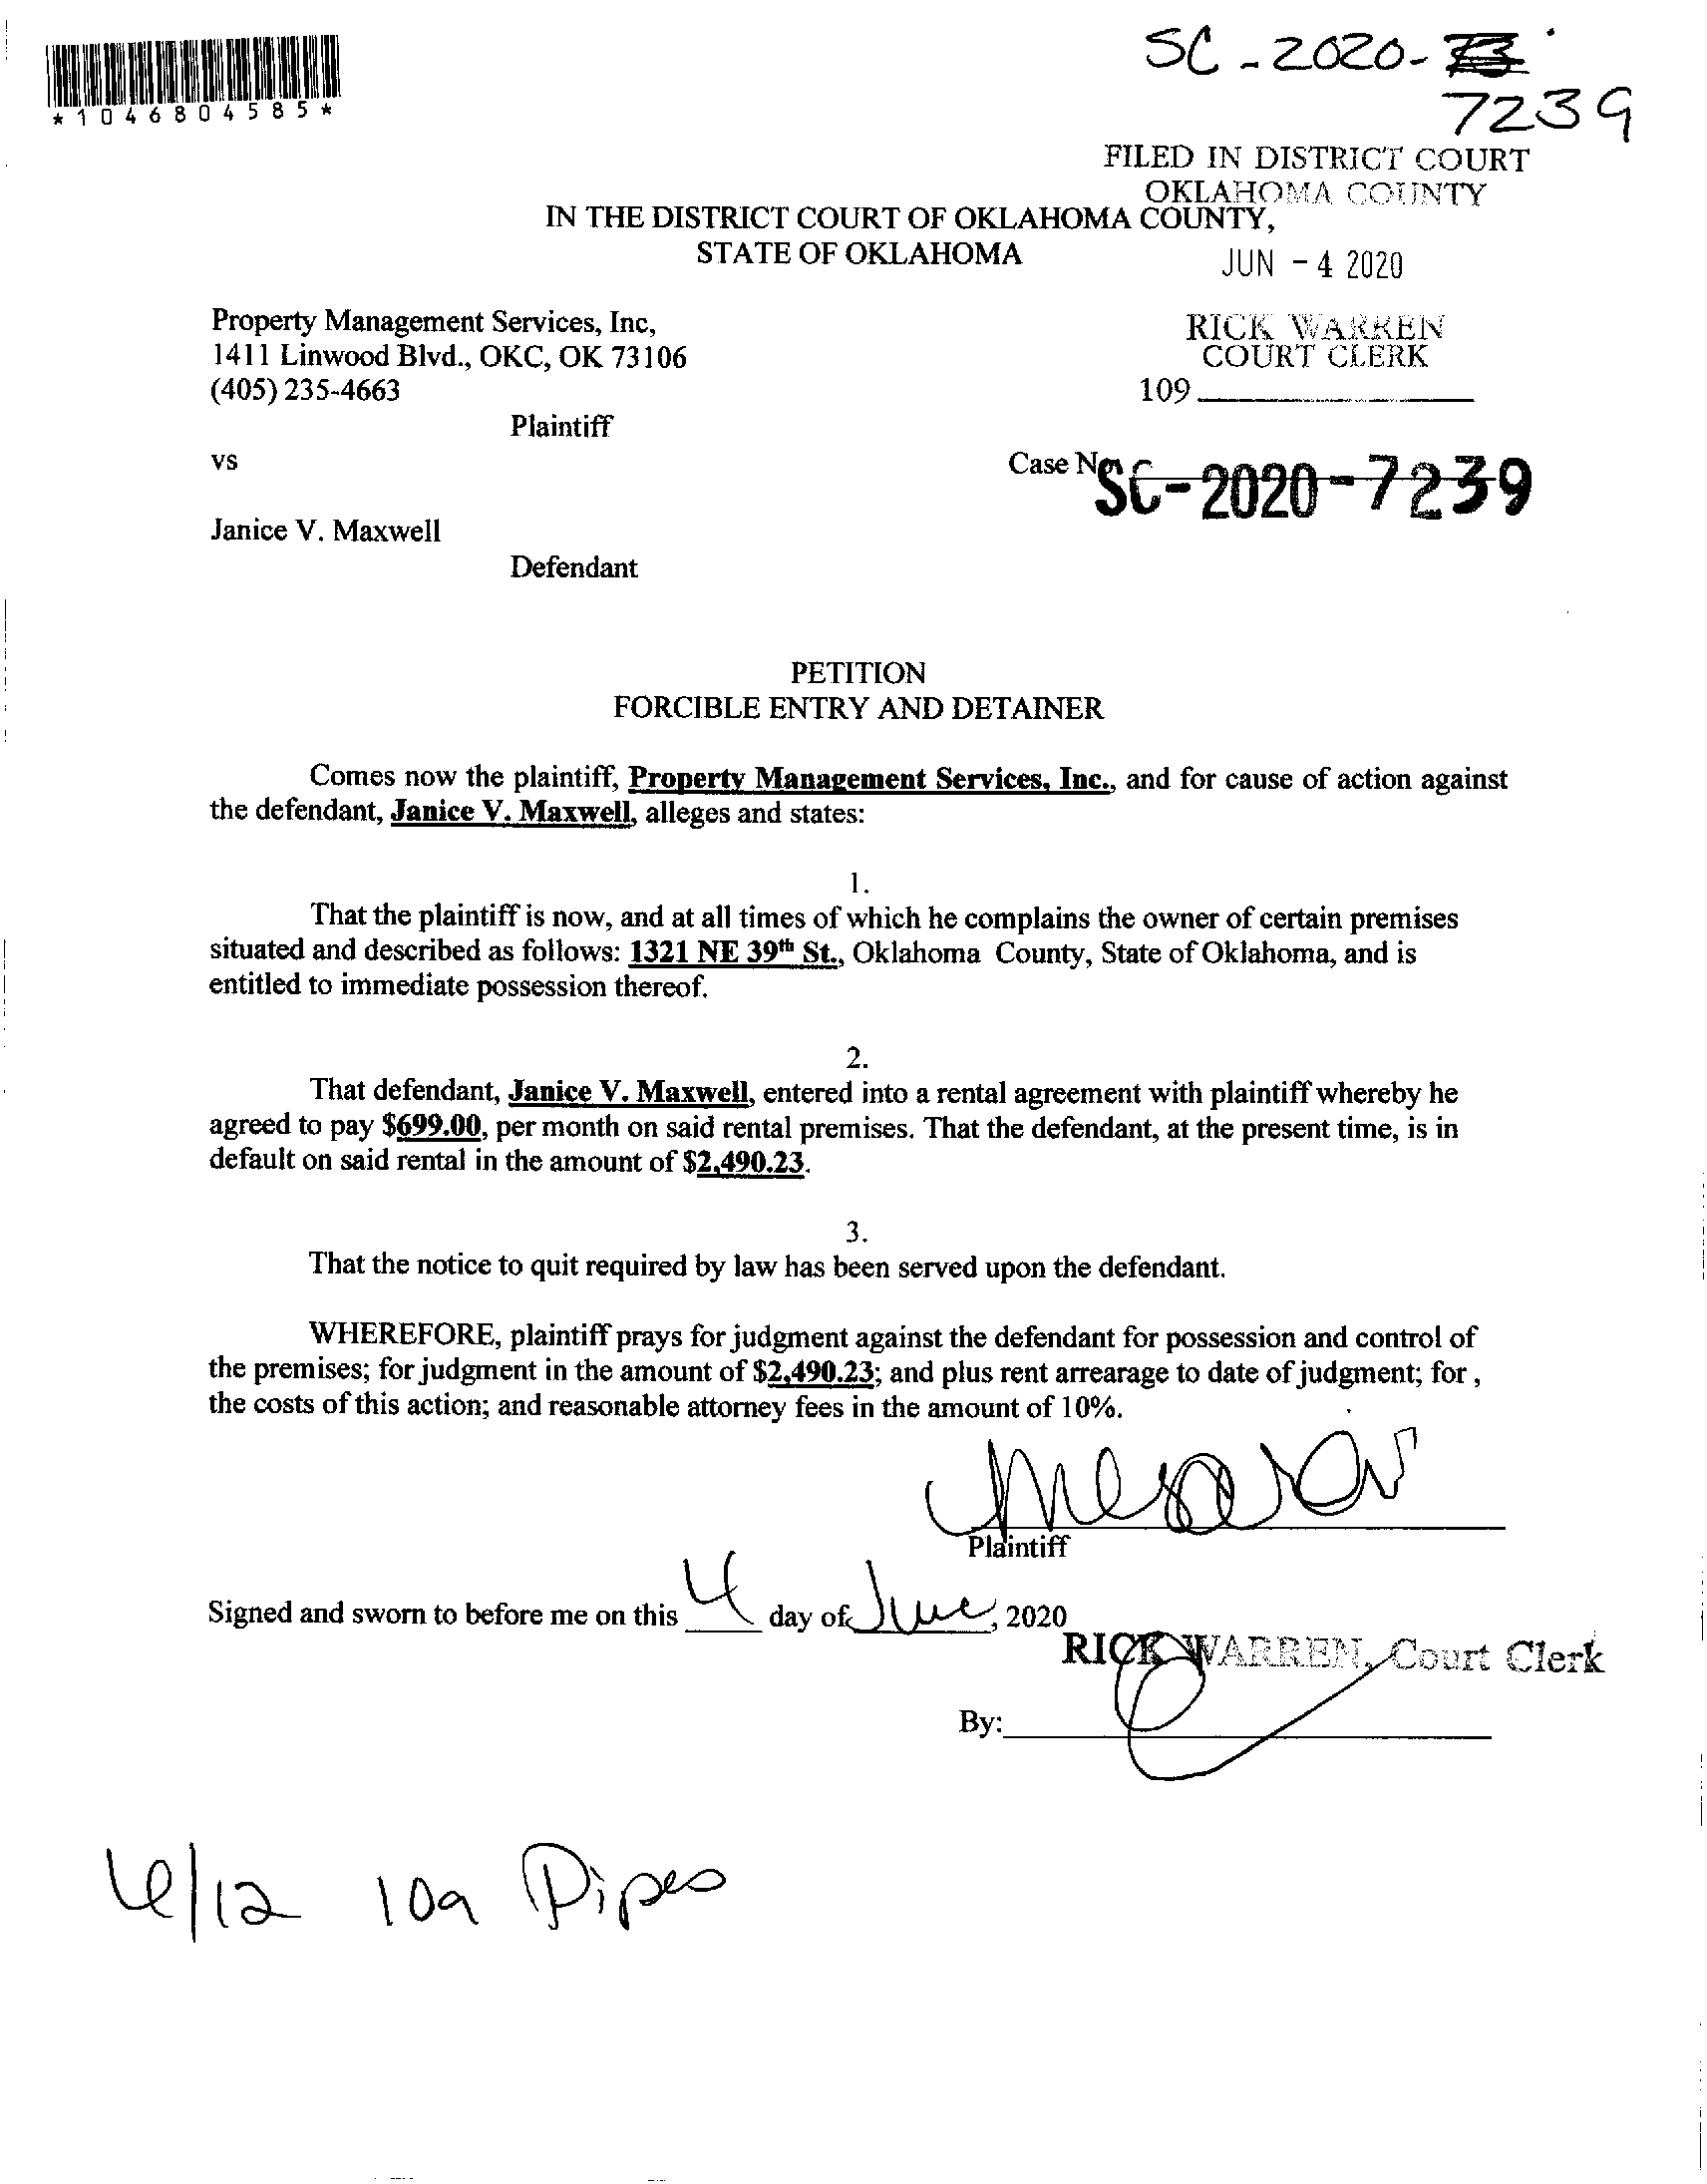 SC-2020-
7239
*1046804585*
FILED IN DISTRICT COURT
OKLAHOMA COUNTY
IN THE DISTRICT COURT OF OKLAHOMA COUNTY,
STATE OF OKLAHOMA
JUN - 4 2020
Property Management Services, Inc,
1411 Linwood Blvd., OKC, OK 73106
(405) 235-4663
RICK WARREN
COURT CLERK
109
Plaintiff
vs
Case No.
SC-2020-7239
Janice V. Maxwell
Defendant
PETITION
FORCIBLE ENTRY AND DETAINER
Comes now the plaintiff, Property Management Services, Inc., and for cause of action against
the defendant, Janice V. Maxwell, alleges and states:
1.
That the plaintiff is now, and at all times of which he complains the owner of certain premises
situated and described as follows: 1321 NE 39th St., Oklahoma County, State of Oklahoma, and is
entitled to immediate possession thereof.
2.
That defendant, Janice V. Maxwell, entered into a rental agreement with plaintiff whereby he
agreed to pay $699.00, per month on said rental premises. That the defendant, at the present time, is in
default on said rental in the amount of $2,490.23.
3.
That the notice to quit required by law has been served upon the defendant.
WHEREFORE, plaintiff prays for judgment against the defendant for possession and control of
the premises; for judgment in the amount of $2,490.23; and plus rent arrearage to date of judgment; for ,
the costs of this action; and reasonable attorney fees in the amount of 10%.
Plaintiff
Signed and sworn to before me on this 4 day of June, 2020
RICK WARREN, Court Clerk
By:
6/12 10a Pipes